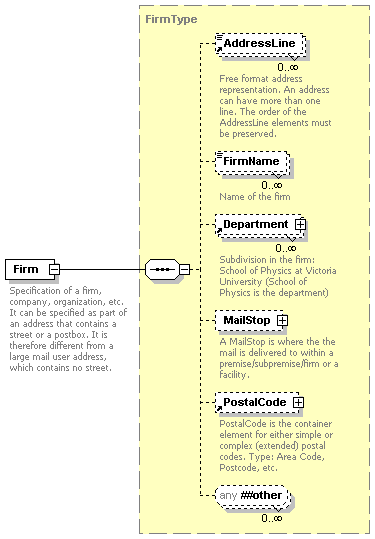 FirmType
AddressLine
0..∞
Free format address
representation. An address
can have more than one
line. The order of the
AddressLine elements must
be preserved.
FirmName
0..∞
Name of the firm
Department
0..∞
Subdivision in the firm:
School of Physics at Victoria
University (School of
Physics is the department)
Firm
Specification of a firm,
company, organization, etc.
It can be specified as part of
an address that contains a
street or a postbox. It is
therefore different from a
large mail user address,
which contains no street.
MailStop
A MailStop is where the the
mail is delivered to within a
premise/subpremise/firm or a
facility.
PostalCode
PostalCode is the container
element for either simple or
complex (extended) postal
codes. Type: Area Code,
Postcode, etc.
any ##other
0..∞